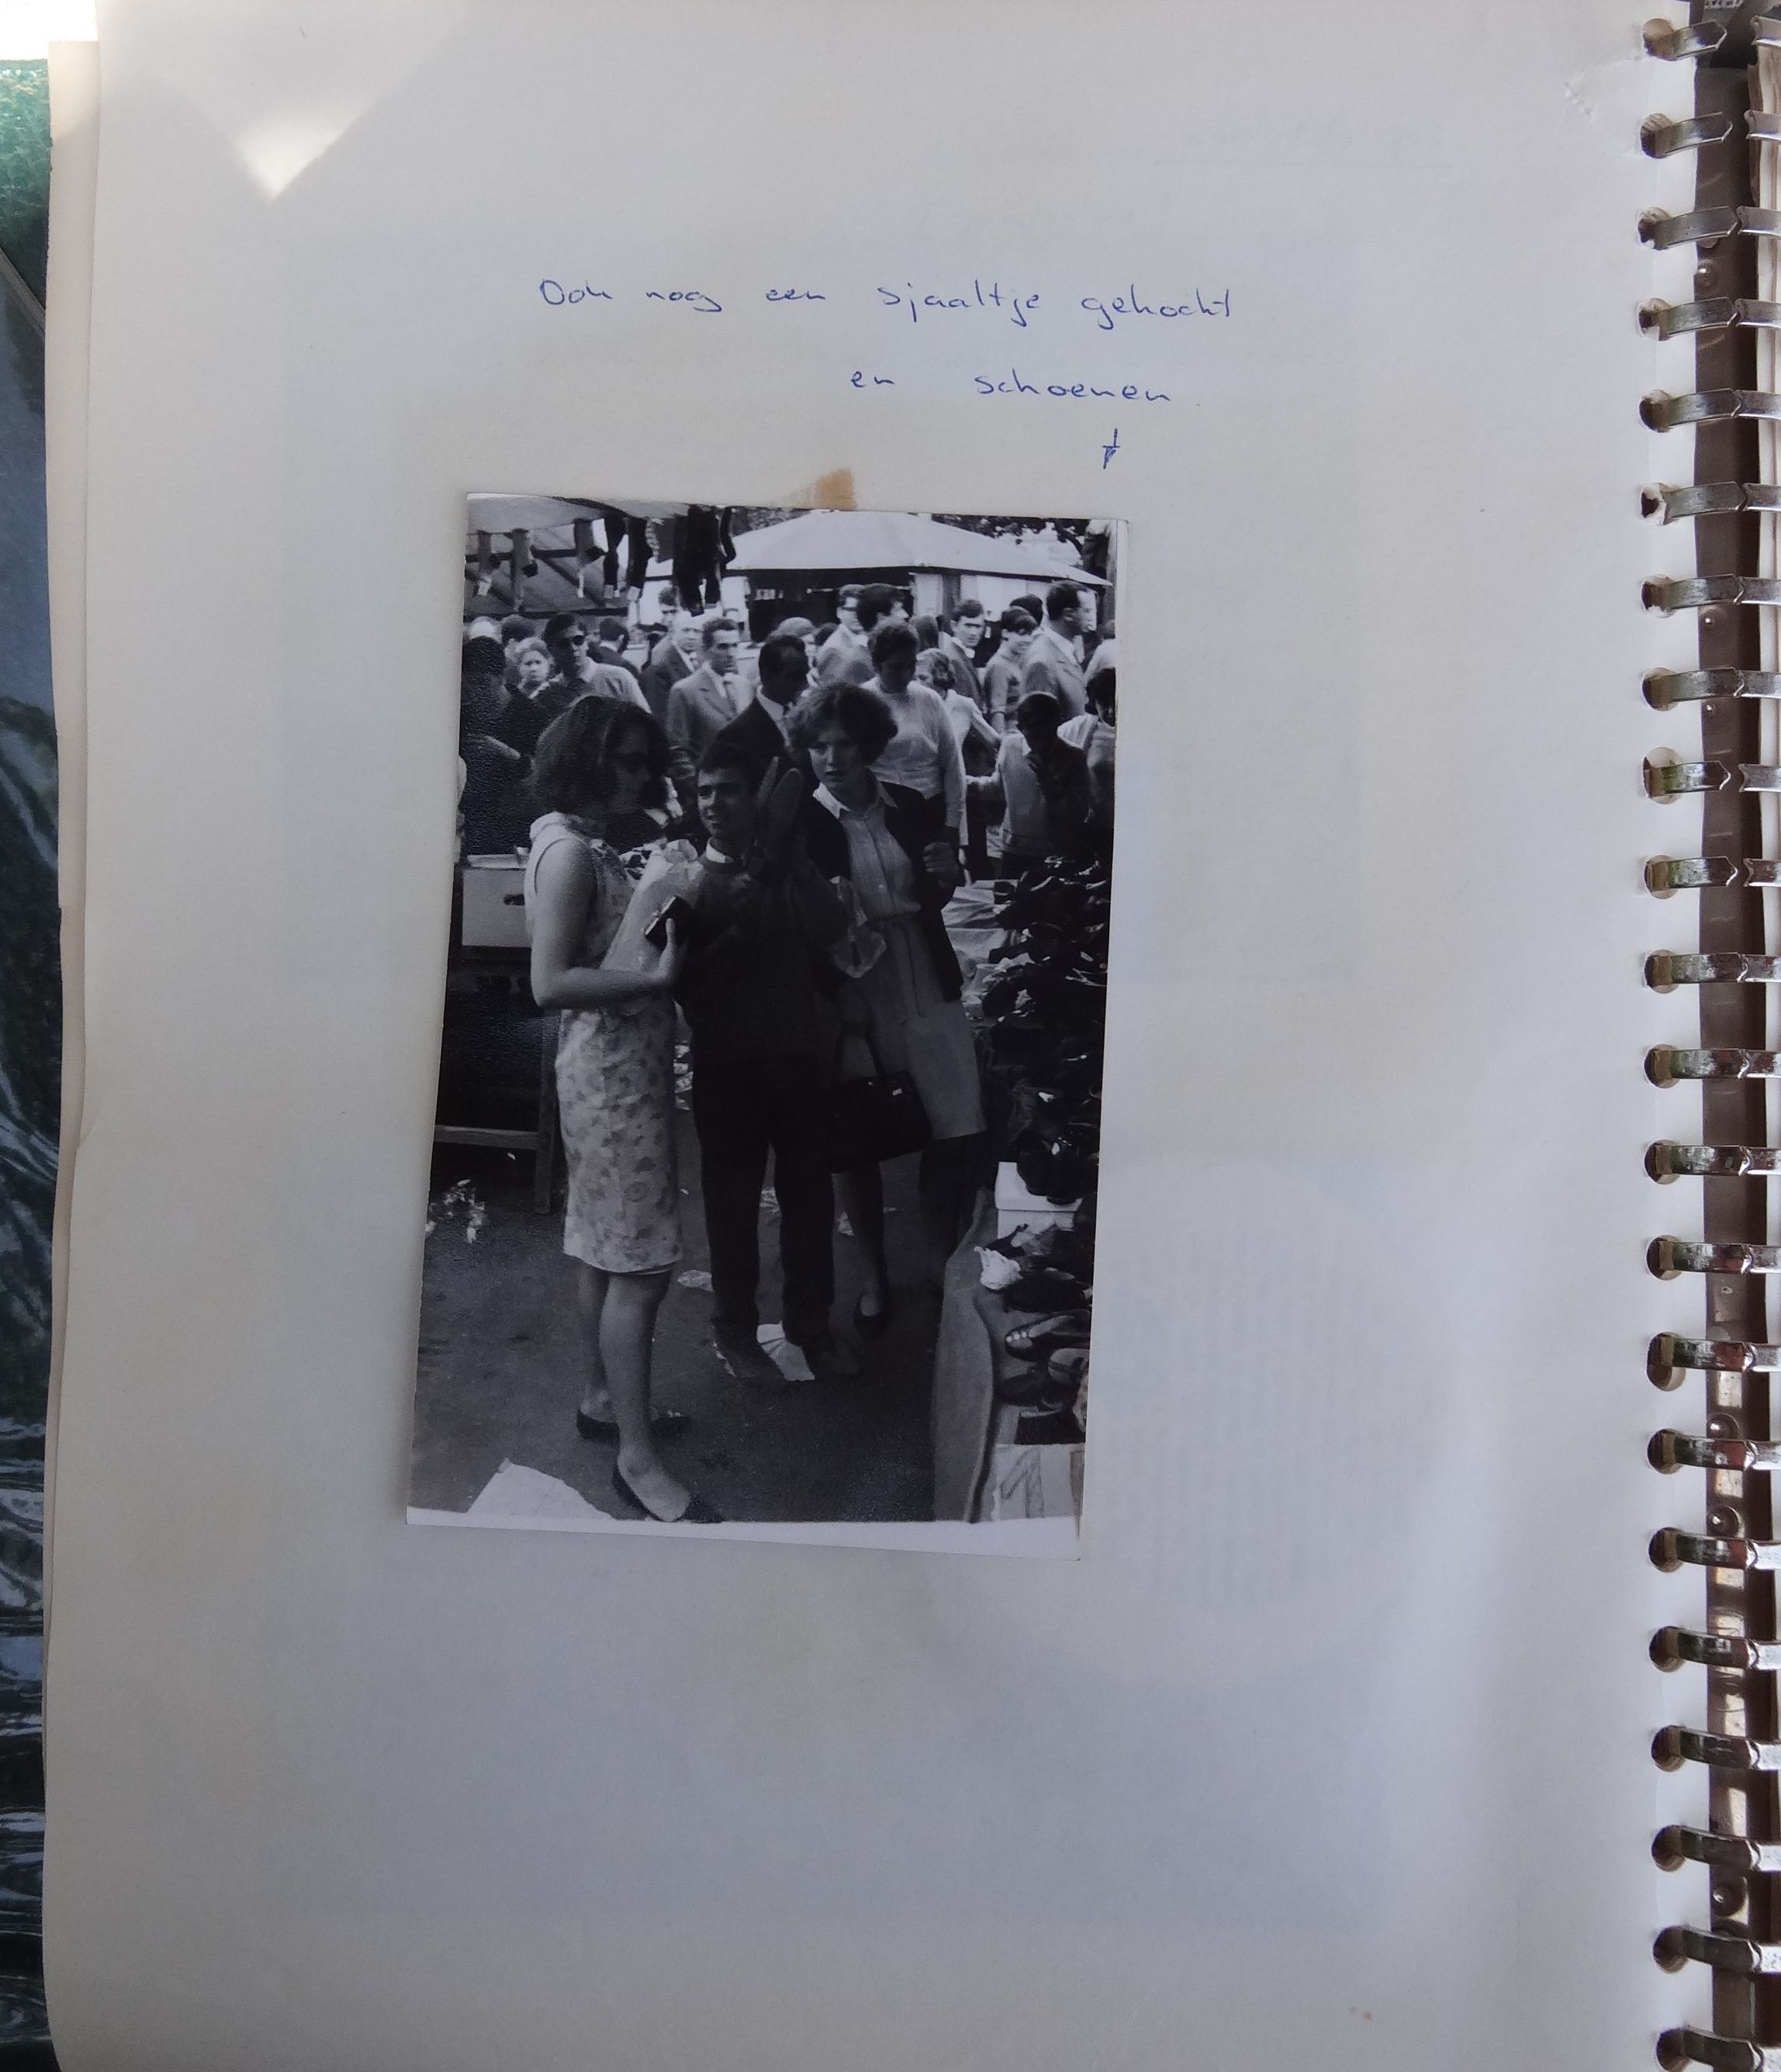 Ook nog een sjaaltje gekocht
en schoenen